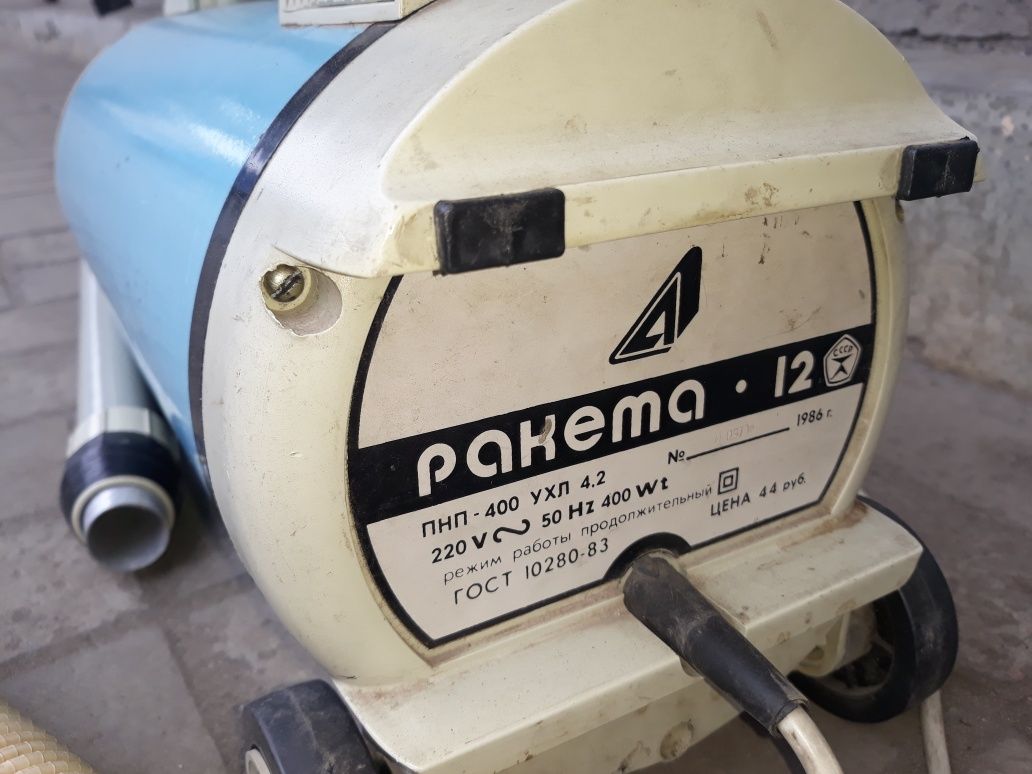 Ракета · 12
СССР
№ 1986 г.
ПНП - 400 УХЛ 4.2
220 V ~ 50 Hz 400 Wt
режим работы продолжительный
ГОСТ 10280-83
ЦЕНА 44 руб.